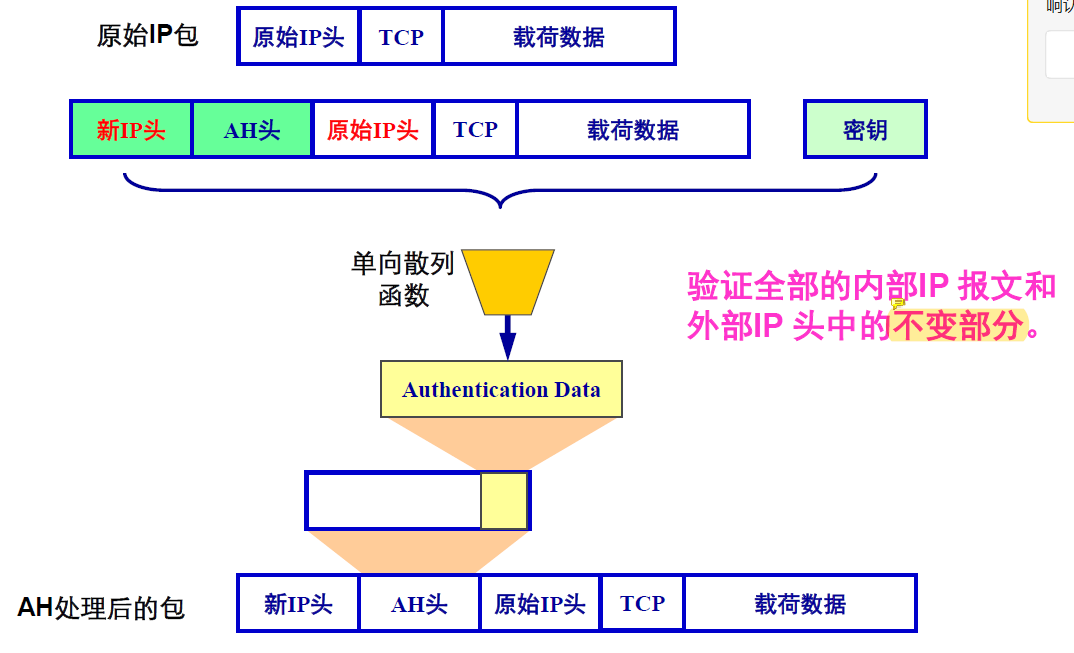 响认
原始IP包
原始IP头 TCP 载荷数据
新IP头 AH头 原始IP头 TCP 载荷数据 密钥
单向散列
函数
验证全部的内部IP 报文和
外部IP 头中的不变部分。
Authentication Data
AH处理后的包
新IP头 AH头 原始IP头 TCP 载荷数据